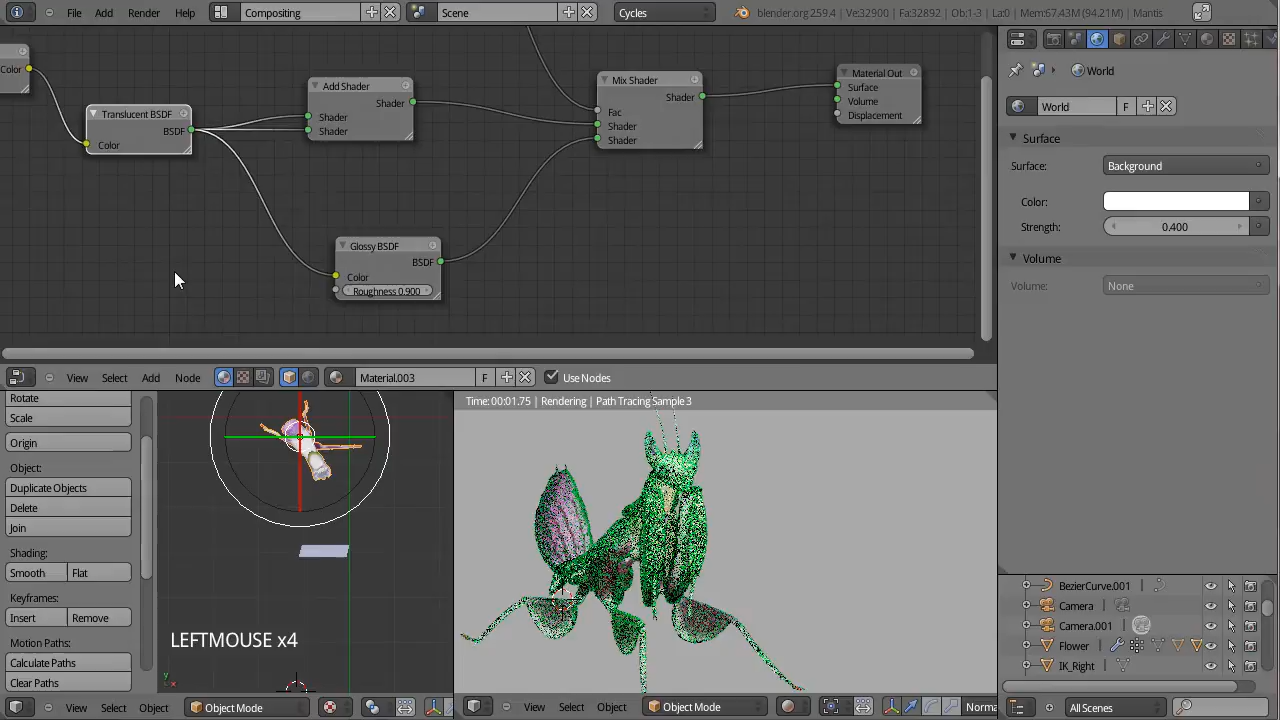 File Render Window Help Compositing Scene Cycles blender.org 259.4 | Ve:32900 | Fa:32892 | Ob:1-3 | La:0 | Mem:67.43M (94.21M) | Mantis
Color
Translucent BSDF
BSDF
Color
Add Shader
Shader
Shader
Shader
Glossy BSDF
BSDF
Color
Roughness 0.900
Mix Shader
Shader
Fac
Shader
Shader
Material Out
Surface
Volume
Displacement
World
World F
Surface
Surface: Background
Color:
Strength: 0.400
Volume
Volume: None
View Select Add Node Material.003 F Use Nodes
Rotate
Scale
Origin
Object:
Duplicate Objects
Delete
Join
Shading:
Smooth Flat
Keyframes:
Insert Remove
Motion Paths:
Calculate Paths
Clear Paths
LEFTMOUSE x4
y
Time: 00:01.75 | Rendering | Path Tracing Sample 3
BezierCurve.001
Camera
Camera.001
Flower
IK_Right
View Select Object Object Mode
View Select Object Object Mode Norma
All Scenes